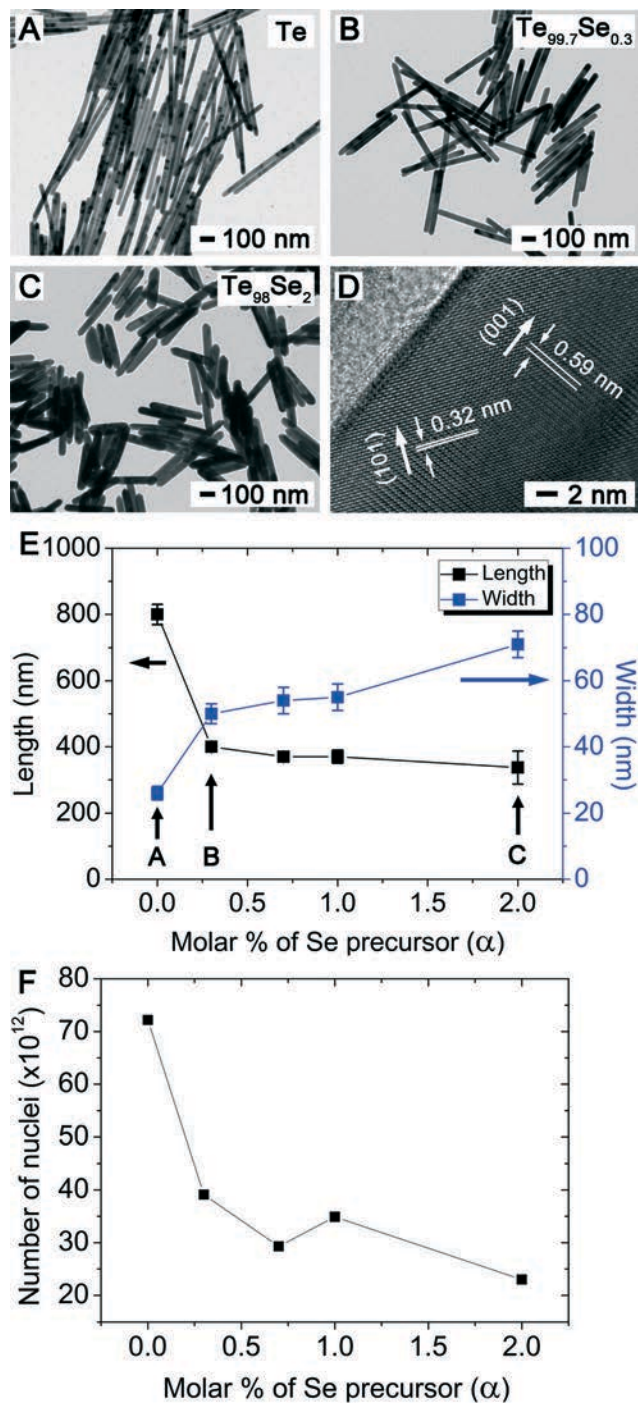 A
Te
100 nm
B
Te99.7Se0.3
100 nm
C
Te98Se2
100 nm
D
(001)
0.59 nm
0.32 nm
(101)
2 nm
E
1000
800
600
400
200
0
Length (nm)
100
80
60
40
20
0
Width (nm)
Length
Width
A
B
C
0.0 0.5 1.0 1.5 2.0
Molar % of Se precursor (α)
F
80
70
60
50
40
30
20
Number of nuclei (x10¹²)
0.0 0.5 1.0 1.5 2.0
Molar % of Se precursor (α)